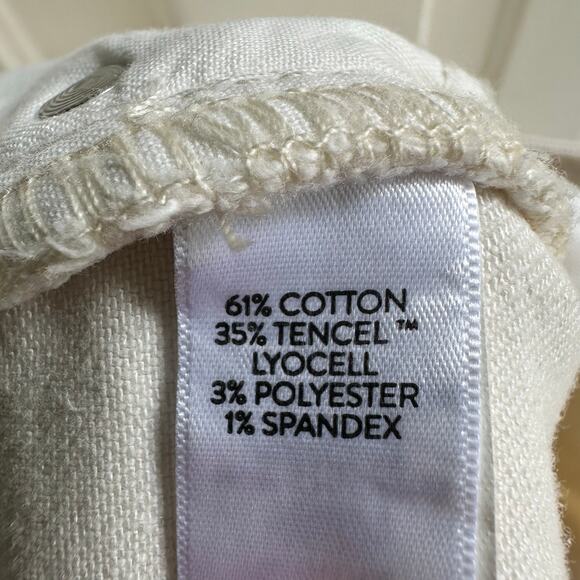 61% COTTON
35% TENCEL™
LYOCELL
3% POLYESTER
1% SPANDEX